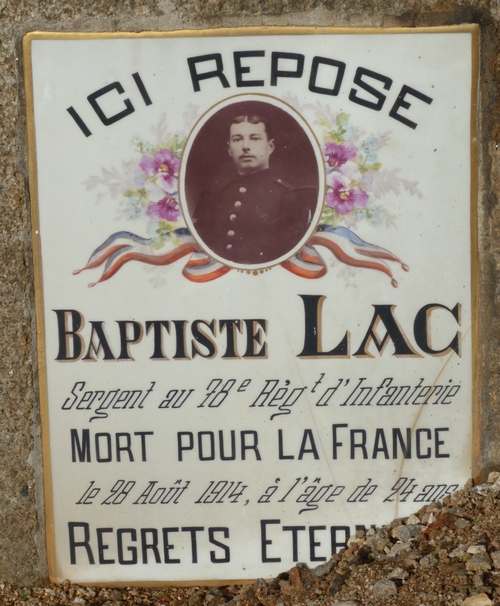 ICI REPOSE
BAPTISTE LAC
Sergent au 78e Régt d'Infanterie
MORT POUR LA FRANCE
le 28 Août 1914, à l'âge de 24 ans
REGRETS